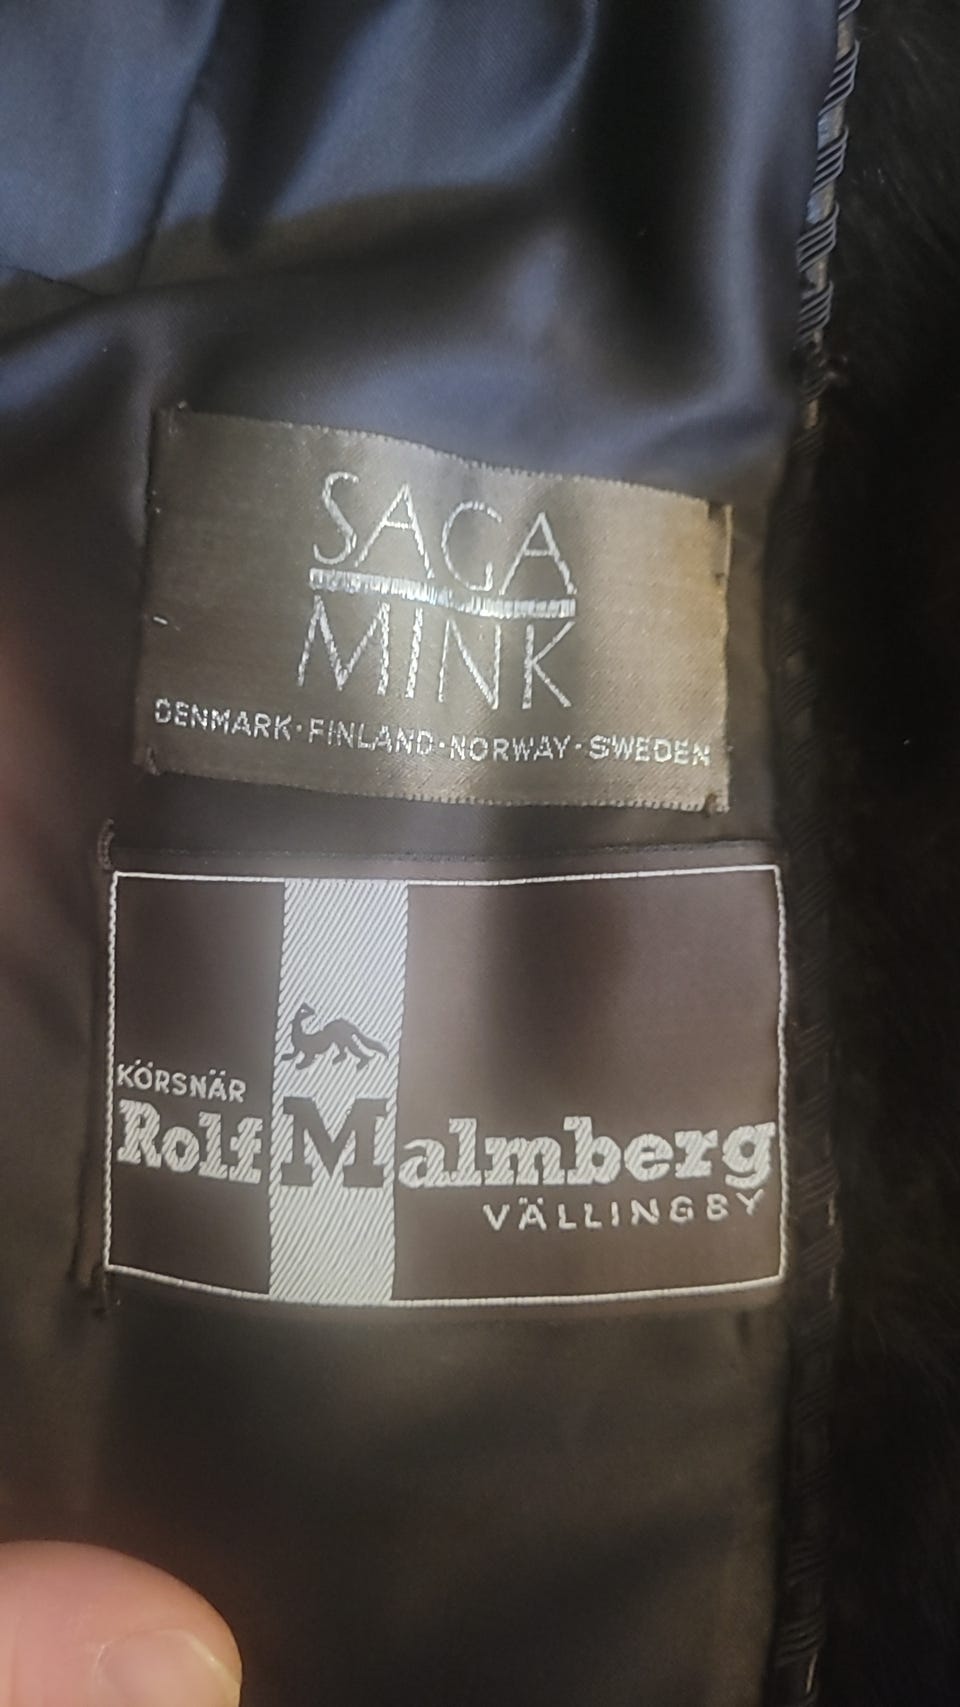 SAGA
MINK
DENMARK·FINLAND·NORWAY·SWEDEN
KÖRSNÄR
Rolf Malmberg
VÄLLINGBY